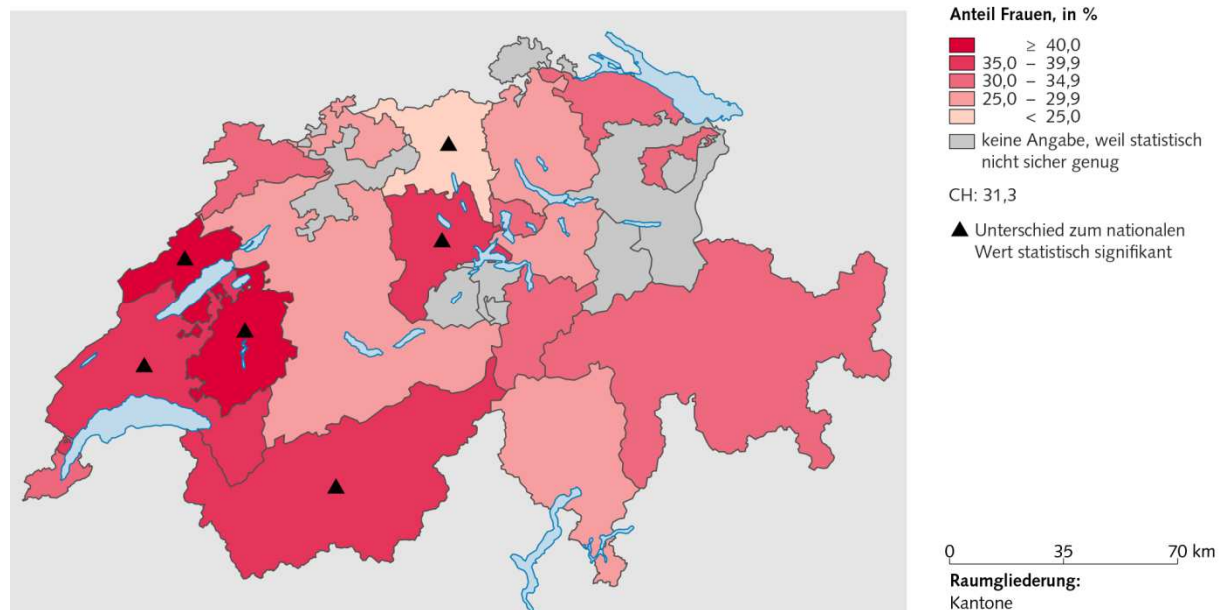 Anteil Frauen, in %
≥ 40,0
35,0 – 39,9
30,0 – 34,9
25,0 – 29,9
< 25,0
keine Angabe, weil statistisch
nicht sicher genug
CH: 31,3
▲ Unterschied zum nationalen
Wert statistisch signifikant
0 35 70 km
Raumgliederung:
Kantone